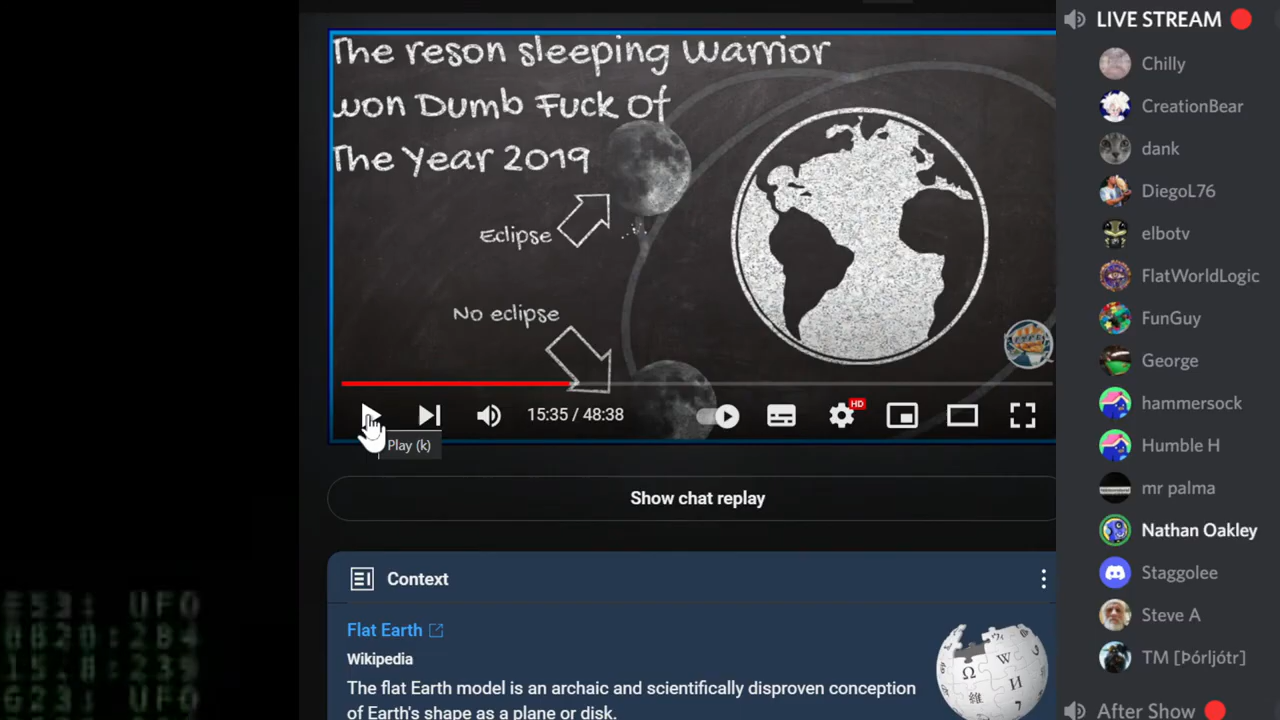 The reson sleeping Warrior
won Dumb Fuck Of
The Year 2019
Eclipse
No eclipse
15:35 / 48:38
HD
Play (k)
Show chat replay
Context
Flat Earth
Wikipedia
The flat Earth model is an archaic and scientifically disproven conception
of Earth's shape as a plane or disk.
LIVE STREAM
Chilly
CreationBear
dank
DiegoL76
elbotv
FlatWorldLogic
FunGuy
George
hammersock
Humble H
mr palma
Nathan Oakley
Staggolee
Steve A
TM [Þórljótr]
After Show
UFO
UFO